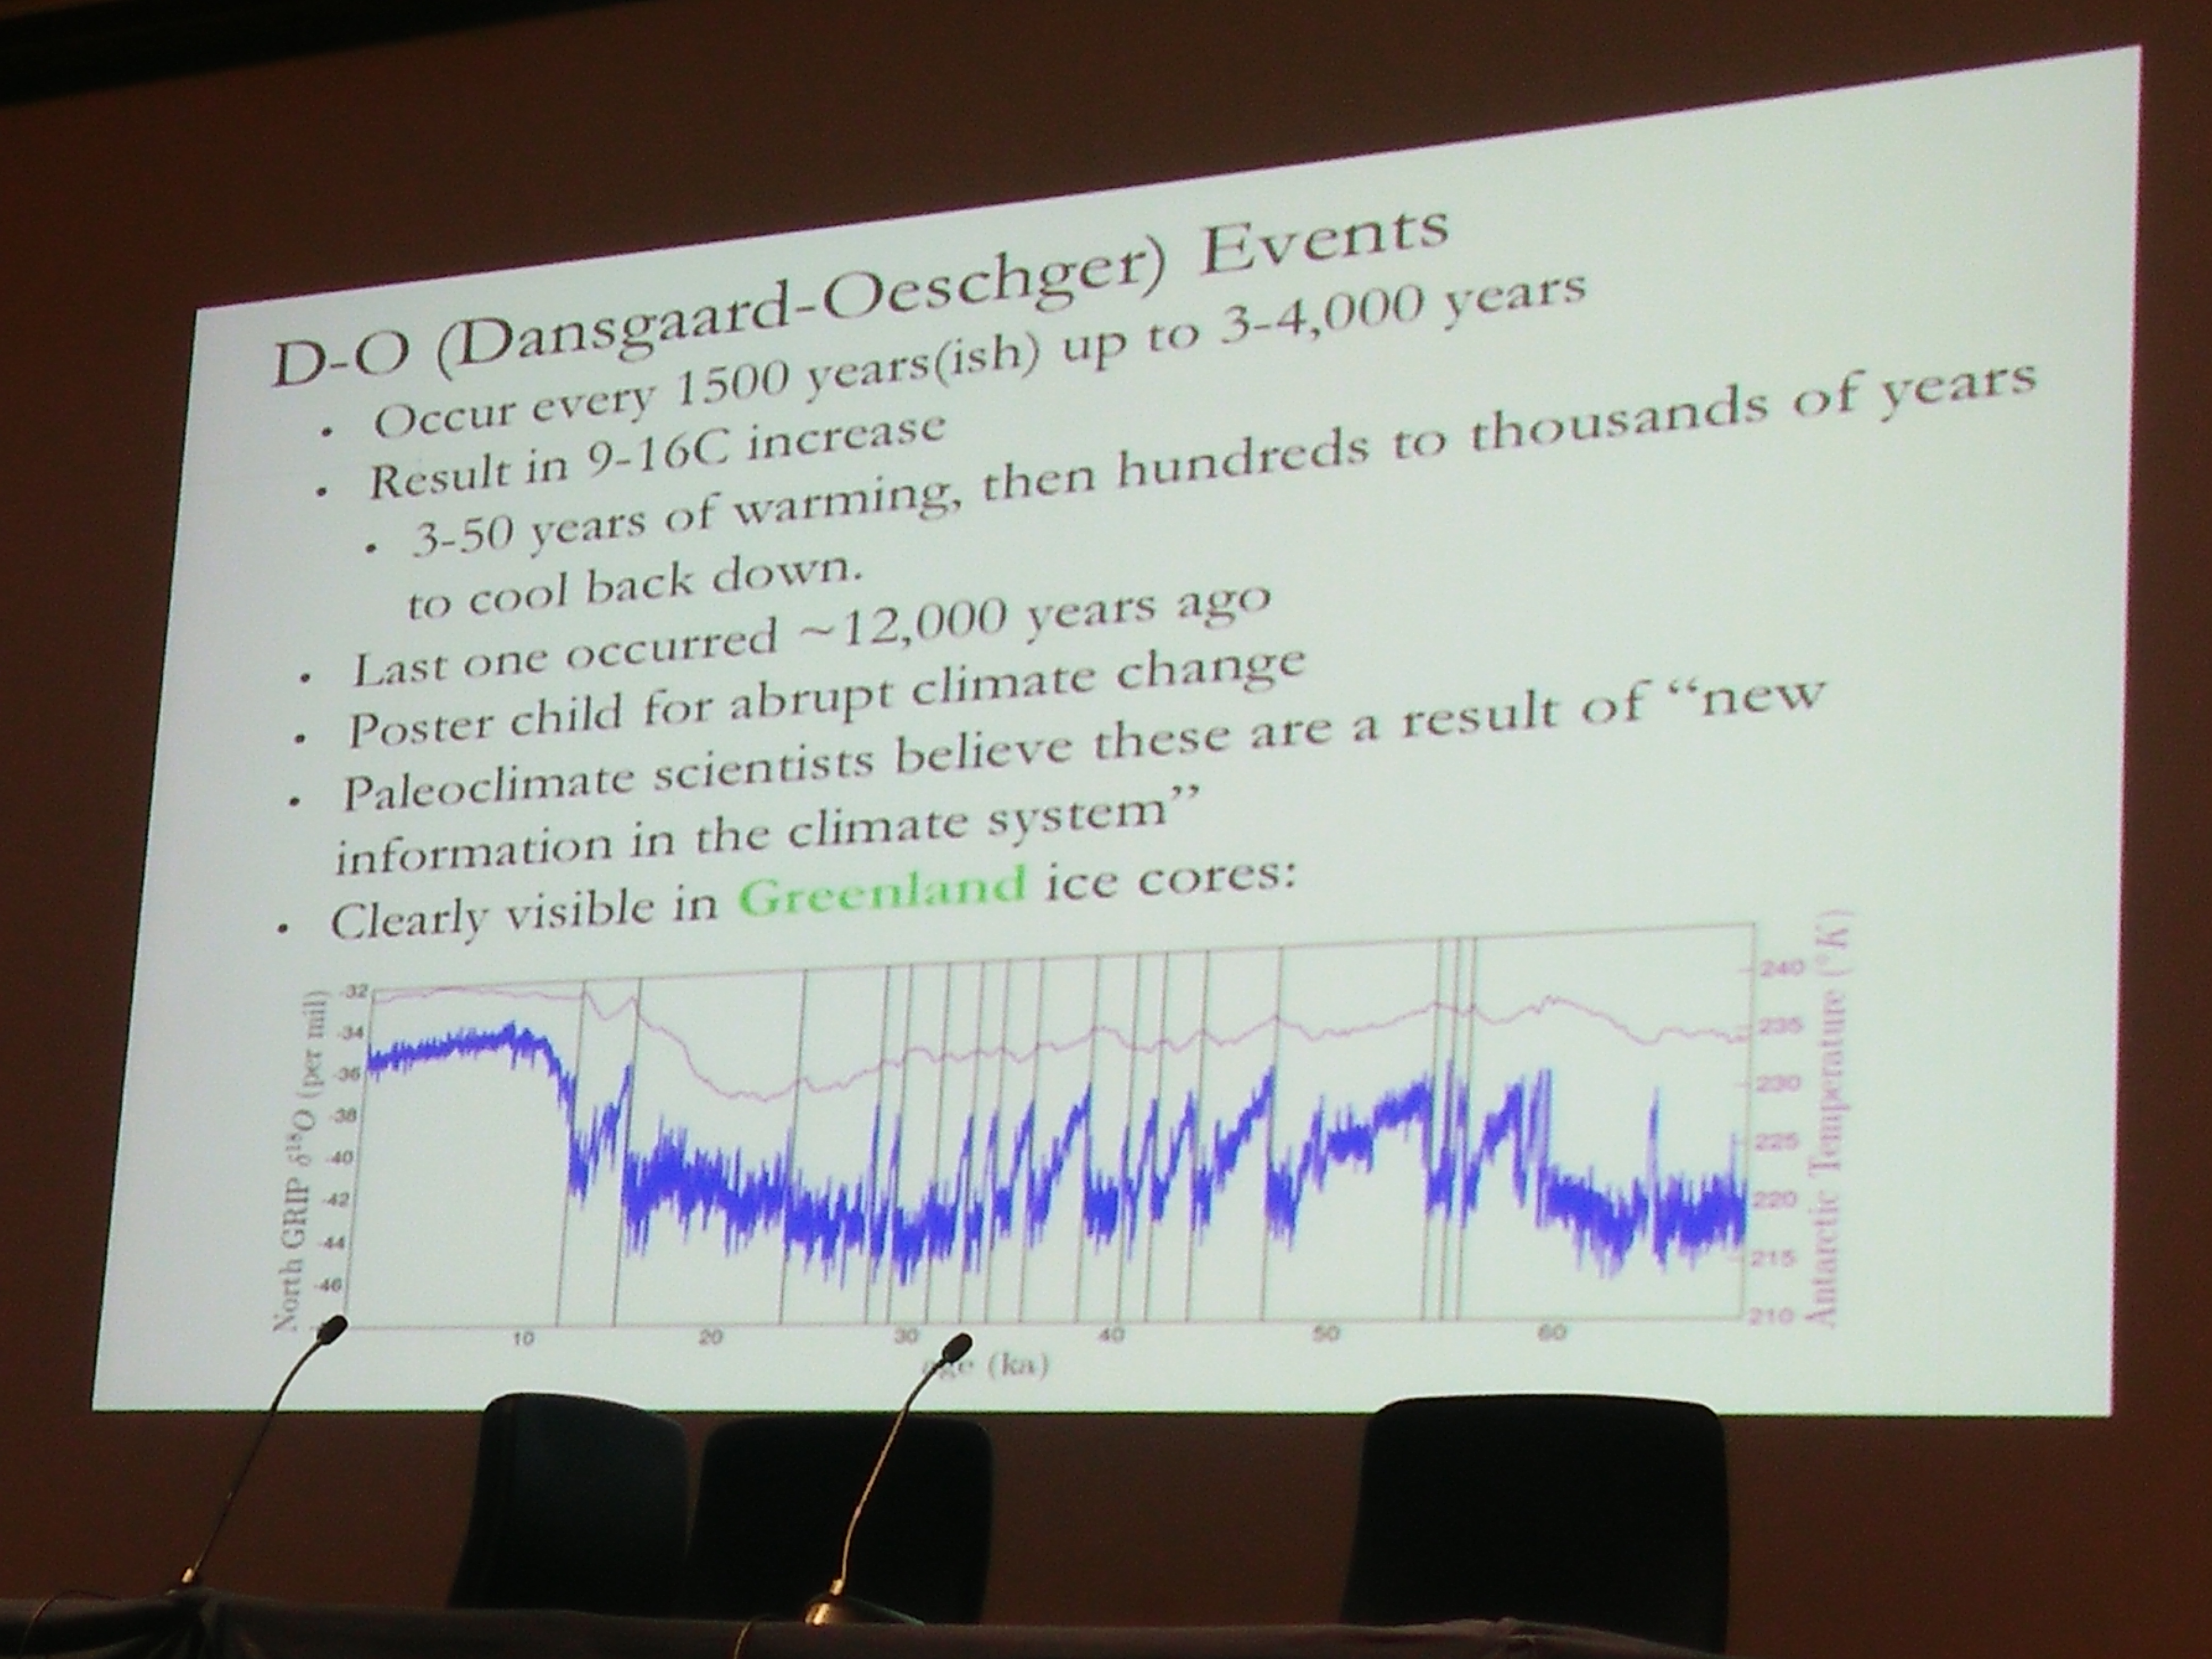 D-O (Dansgaard-Oeschger) Events
• Occur every 1500 years(ish) up to 3-4,000 years
• Result in 9-16C increase
• 3-50 years of warming, then hundreds to thousands of years
to cool back down.
• Last one occurred ~12,000 years ago
• Poster child for abrupt climate change
• Paleoclimate scientists believe these are a result of “new
information in the climate system”
• Clearly visible in Greenland ice cores:
North GRIP δ¹⁸O (per mil)
-32
-34
-36
-38
-40
-42
-44
-46
Antarctic Temperature (°K)
240
235
230
225
220
215
210
10 20 30 40 50 60
age (ka)